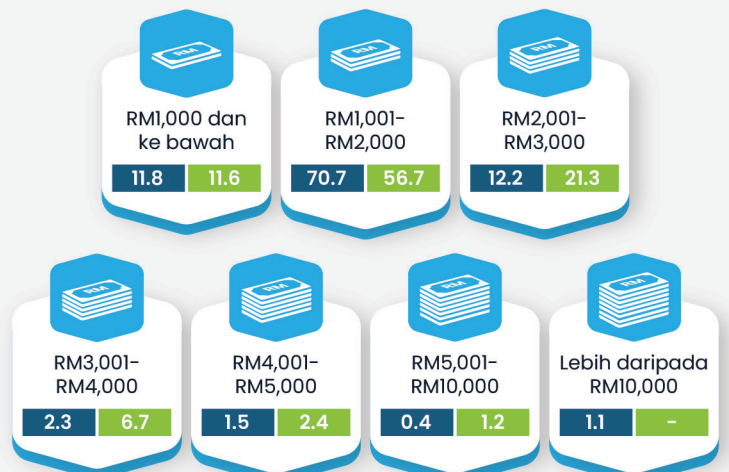 RM
RM
RM
RM1,000 dan
ke bawah
RM1,001–
RM2,000
RM2,001–
RM3,000
11.8 11.6
70.7 56.7
12.2 21.3
RM
RM
RM
RM
RM3,001–
RM4,000
RM4,001–
RM5,000
RM5,001–
RM10,000
Lebih daripada
RM10,000
2.3 6.7
1.5 2.4
0.4 1.2
1.1 –